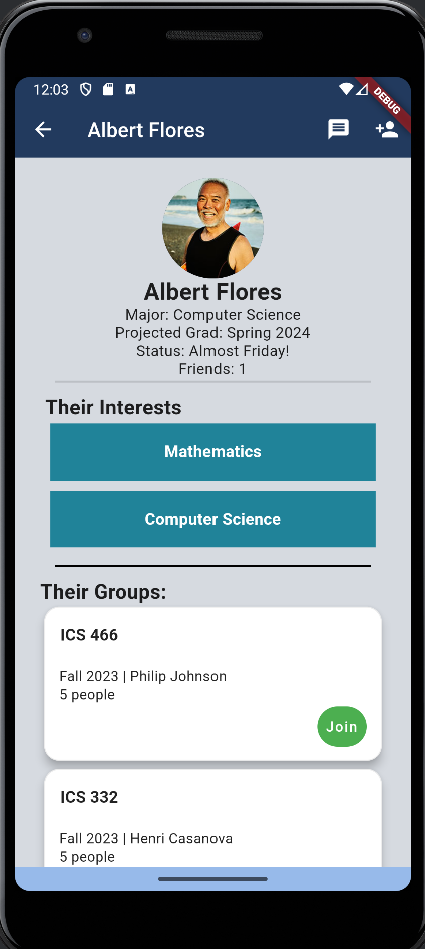 12:03
A
DEBUG
Albert Flores
Albert Flores
Major: Computer Science
Projected Grad: Spring 2024
Status: Almost Friday!
Friends: 1
Their Interests
Mathematics
Computer Science
Their Groups:
ICS 466
Fall 2023 | Philip Johnson
5 people
Join
ICS 332
Fall 2023 | Henri Casanova
5 people